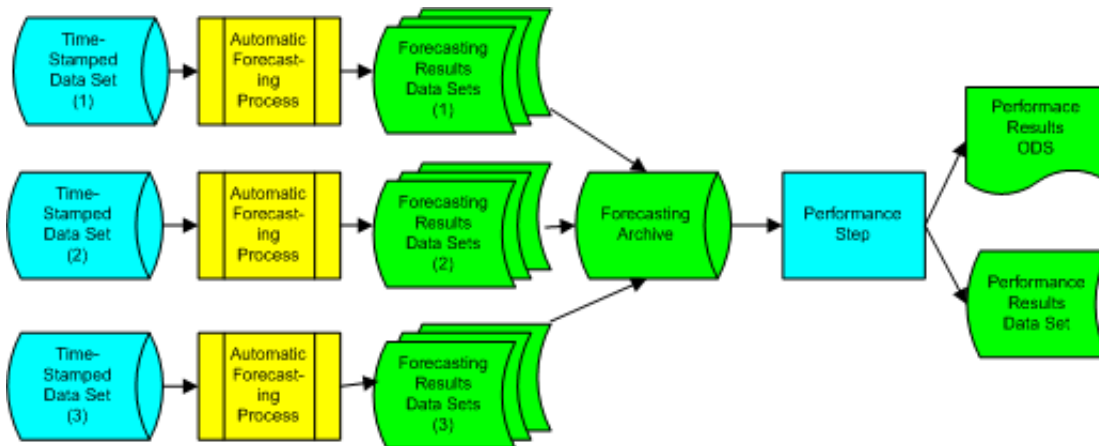 Time-
Stamped
Data Set
(1)
Automatic
Forecast-
ing
Process
Forecasting
Results
Data Sets
(1)
Time-
Stamped
Data Set
(2)
Automatic
Forecast-
ing
Process
Forecasting
Results
Data Sets
(2)
Time-
Stamped
Data Set
(3)
Automatic
Forecast-
ing
Process
Forecasting
Results
Data Sets
(3)
Forecasting
Archive
Performance
Step
Performace
Results
ODS
Performance
Results
Data Set